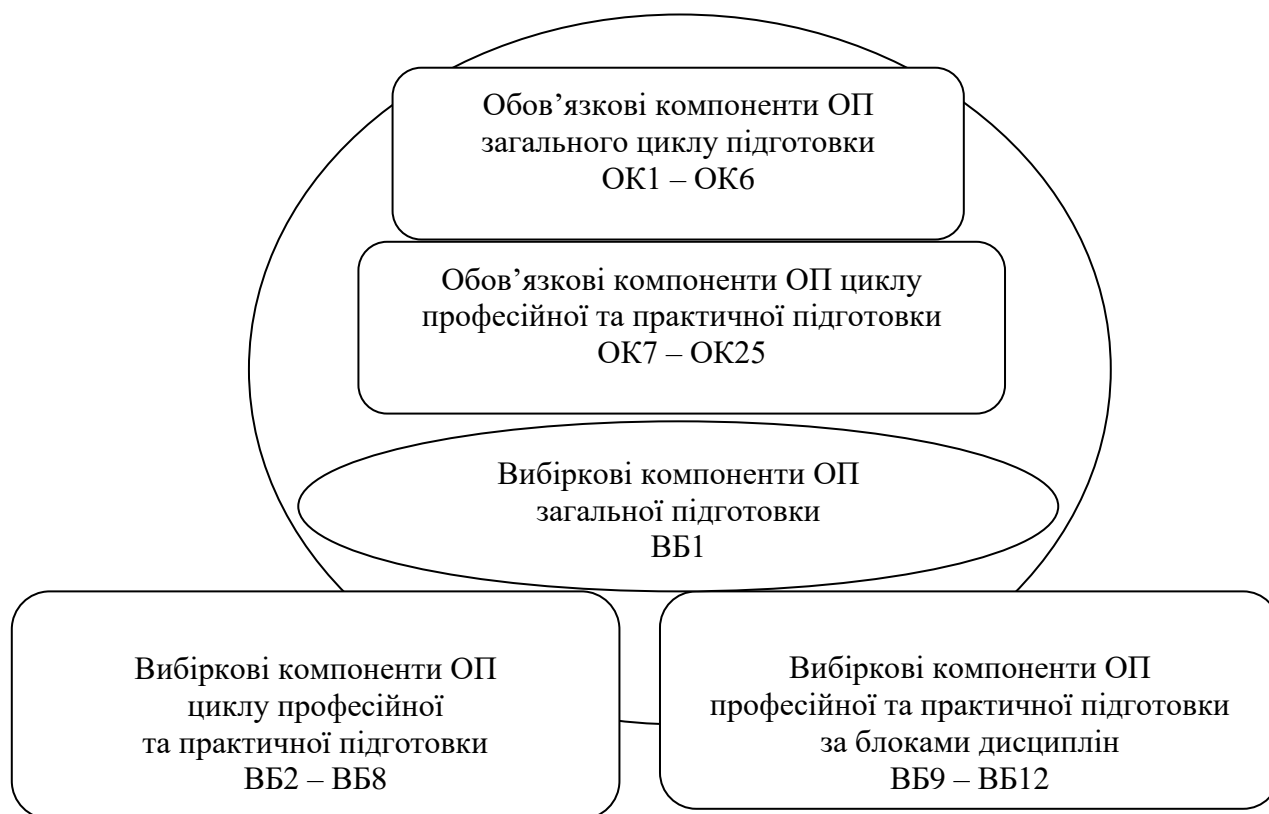 Обов’язкові компоненти ОП
загального циклу підготовки
ОК1 – ОК6
Обов’язкові компоненти ОП циклу
професійної та практичної підготовки
ОК7 – ОК25
Вибіркові компоненти ОП
загальної підготовки
ВБ1
Вибіркові компоненти ОП
циклу професійної
та практичної підготовки
ВБ2 – ВБ8
Вибіркові компоненти ОП
професійної та практичної підготовки
за блоками дисциплін
ВБ9 – ВБ12